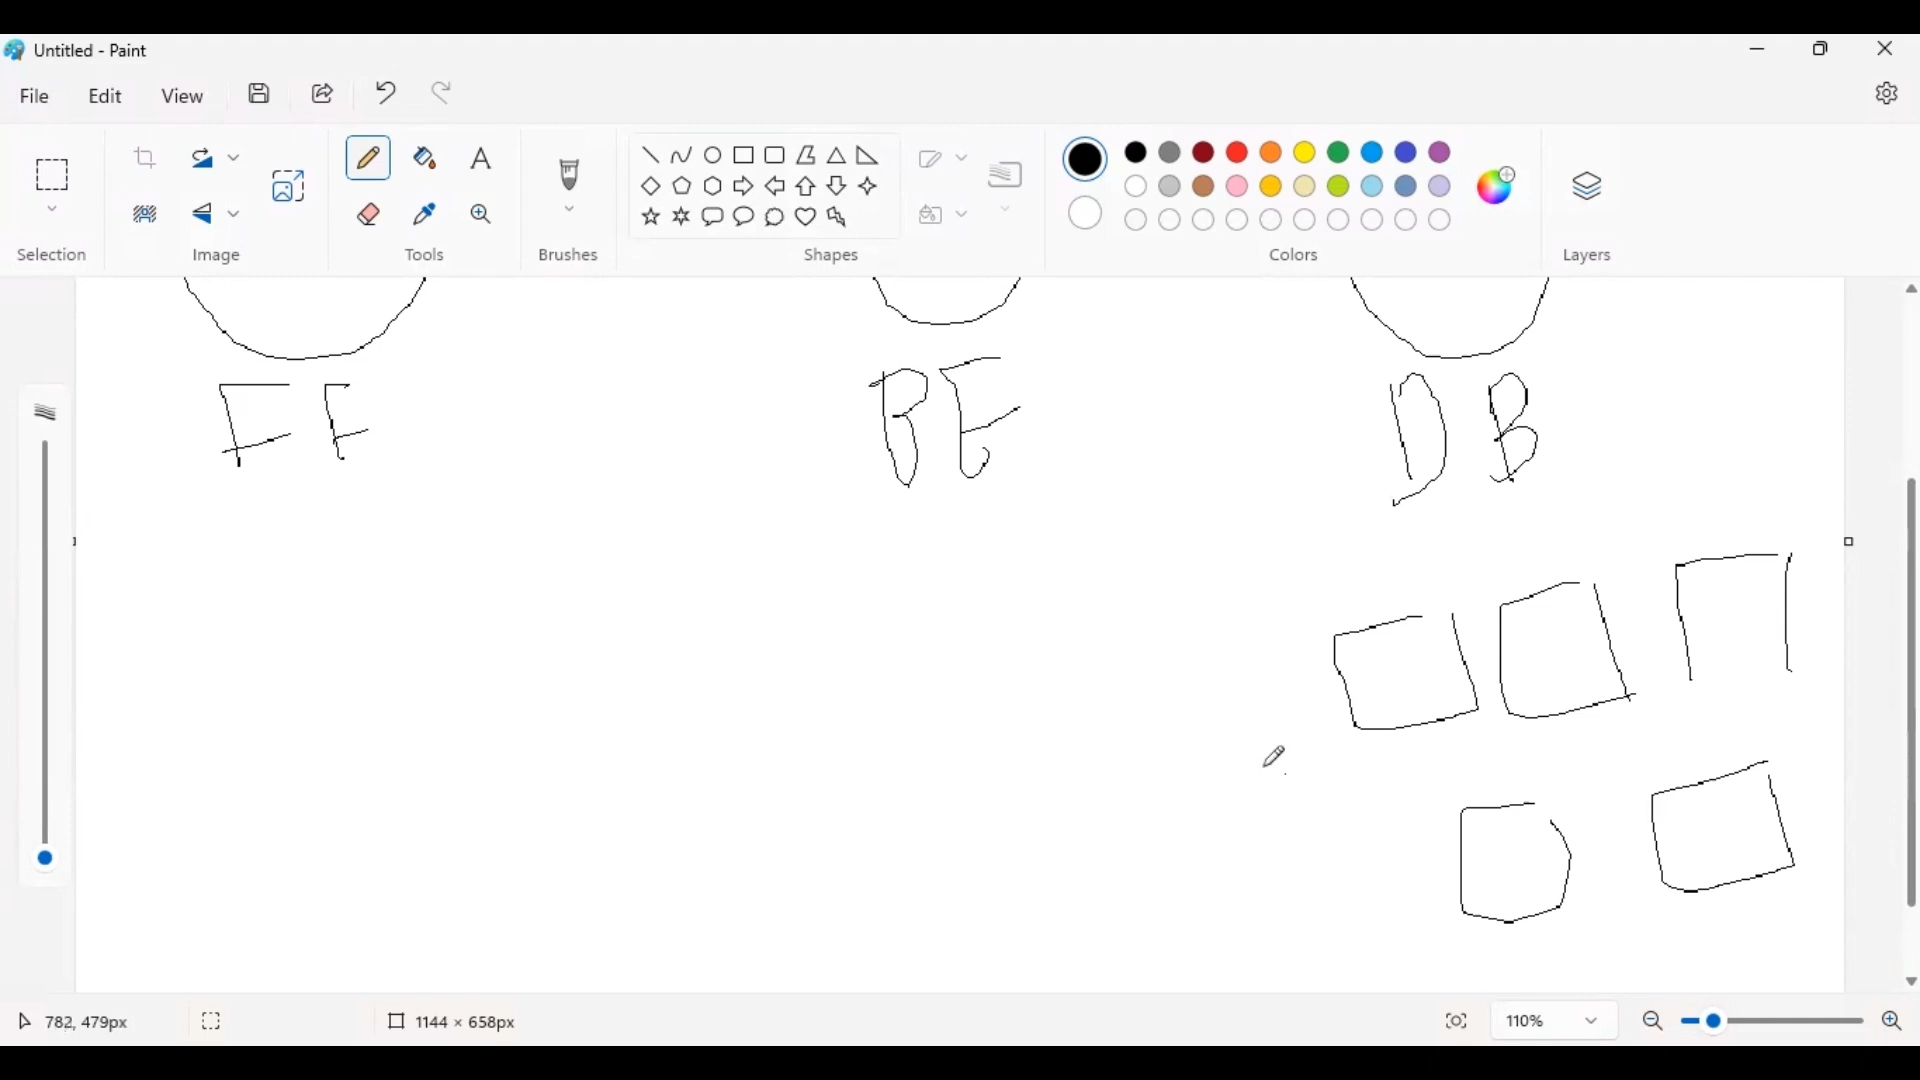 Untitled - Paint
File Edit View
Selection Image Tools Brushes Shapes Colors Layers
FF BE DB
782, 479px 1144 × 658px 110%